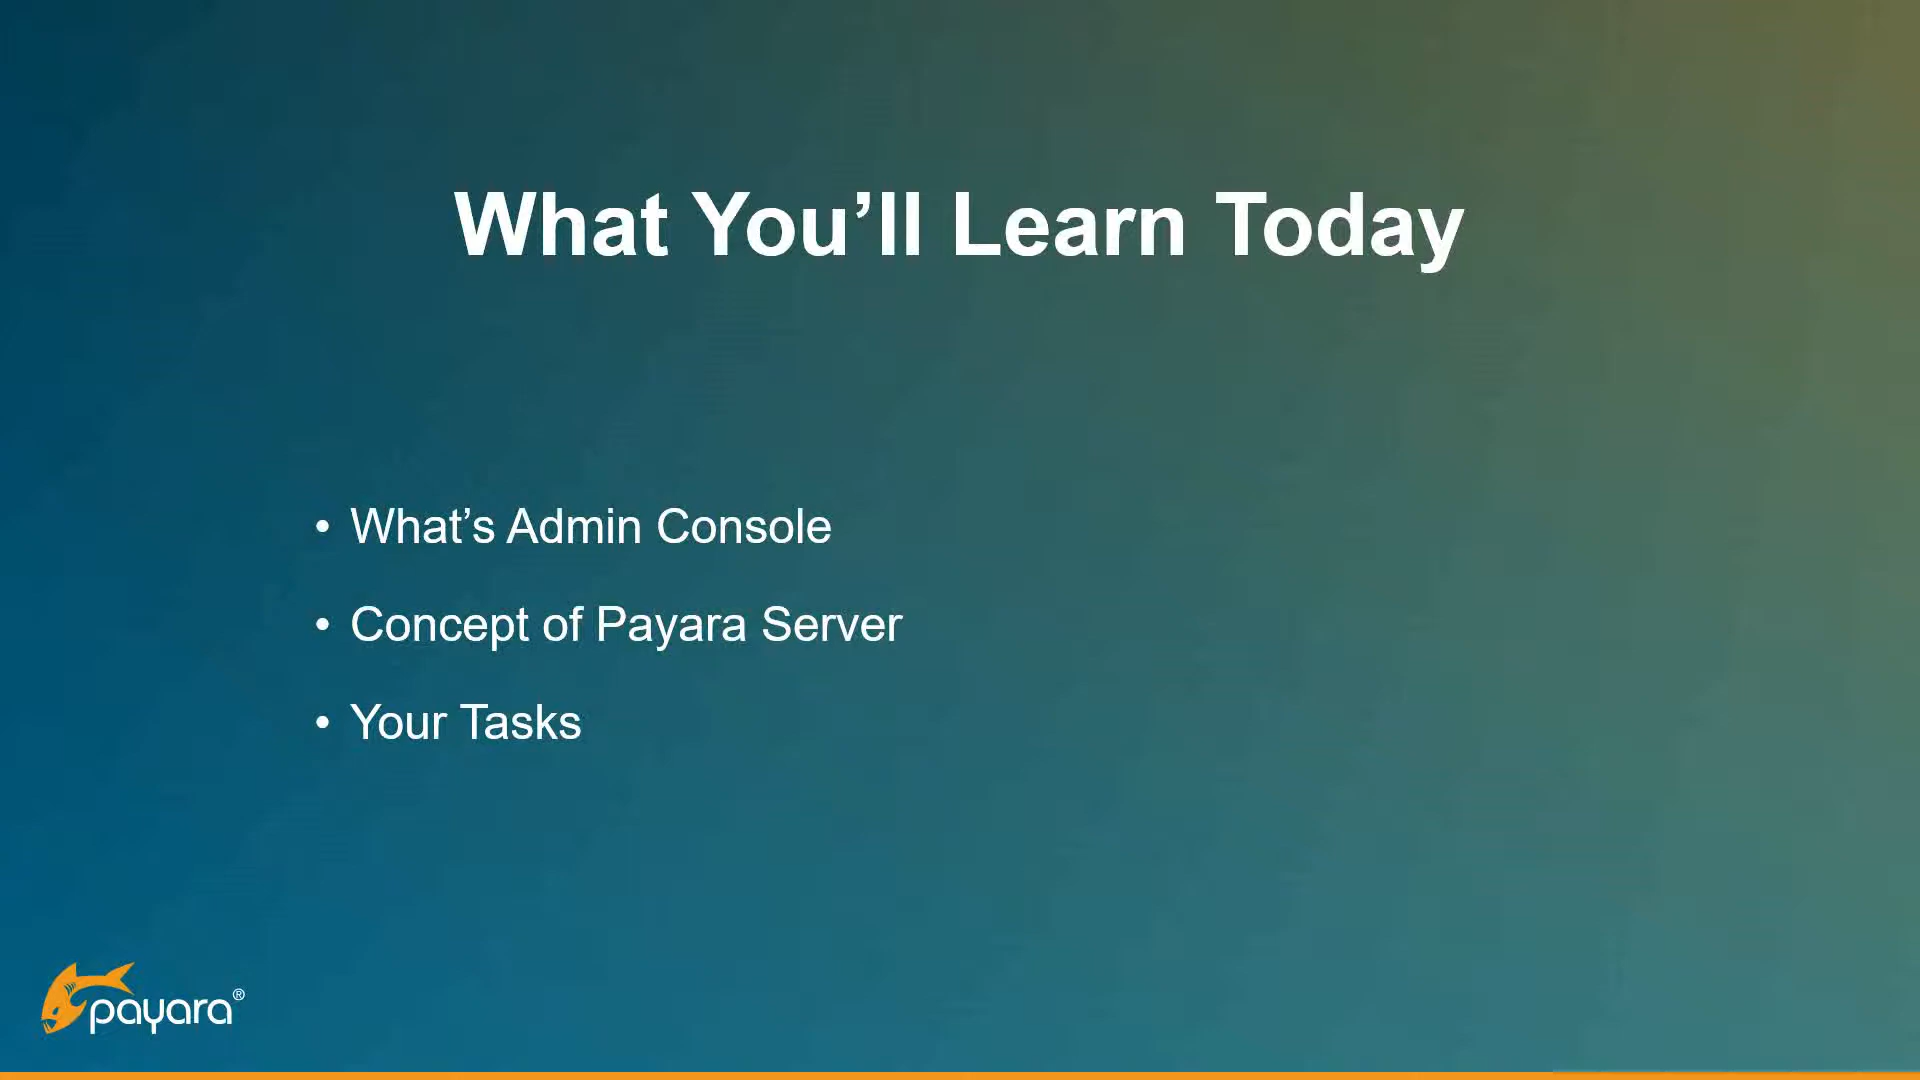 What You’ll Learn Today
• What’s Admin Console
• Concept of Payara Server
• Your Tasks
payara®